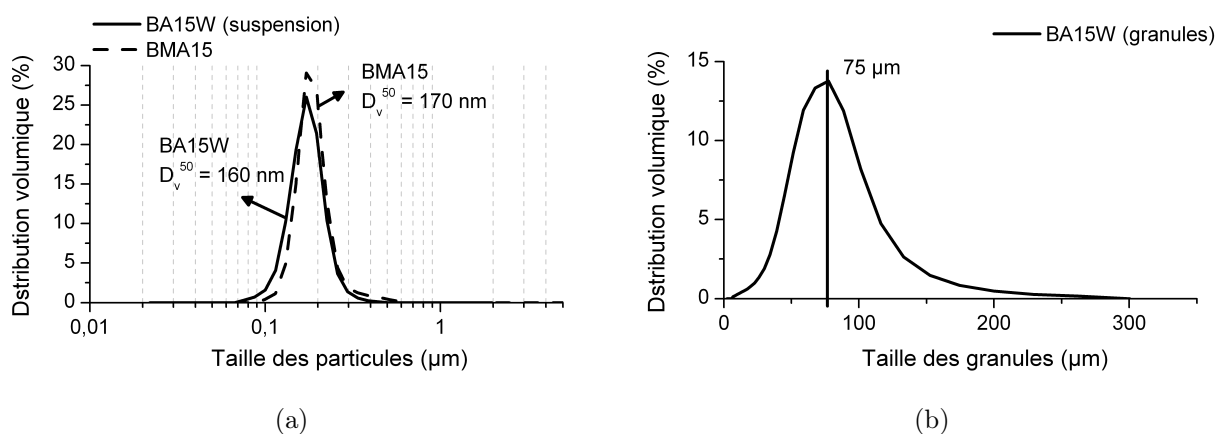 BA15W (suspension)
BMA15
30
25
20
15
10
5
0
Dstribution volumique (%)
BMA15
Dv50 = 170 nm
BA15W
Dv50 = 160 nm
0,01
0,1
1
Taille des particules (µm)
(a)
BA15W (granules)
15
10
5
0
Dstribution volumique (%)
75 µm
0
100
200
300
Taille des granules (µm)
(b)